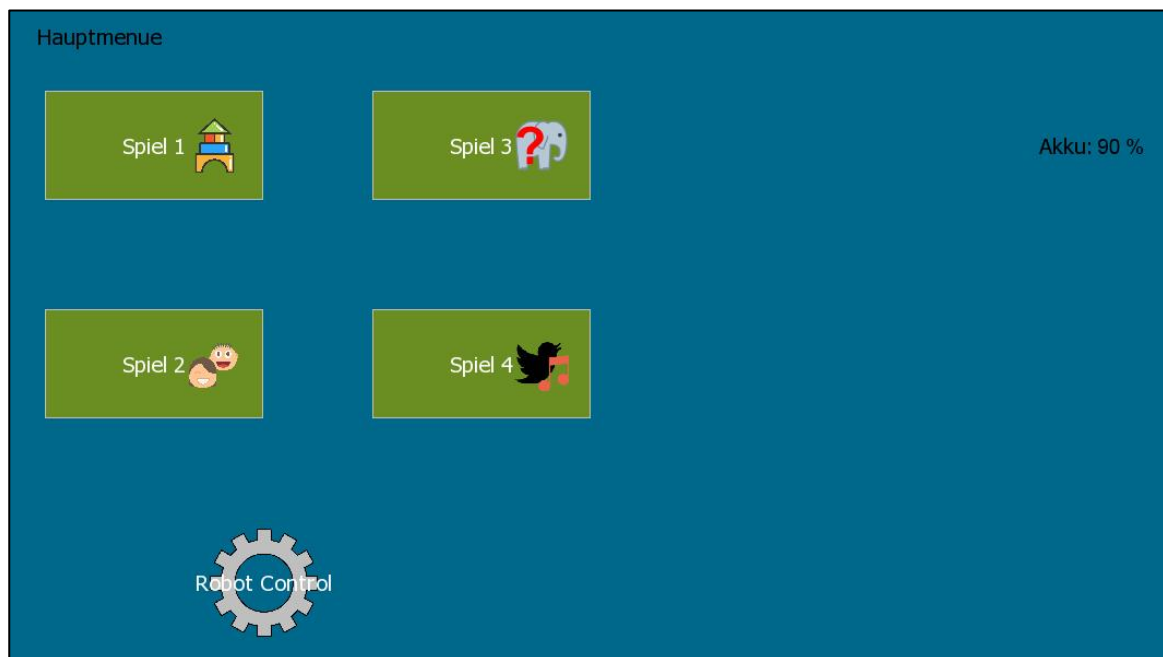 Hauptmenue
Spiel 1
Spiel 3
?
Akku: 90 %
Spiel 2
Spiel 4
Robot Control